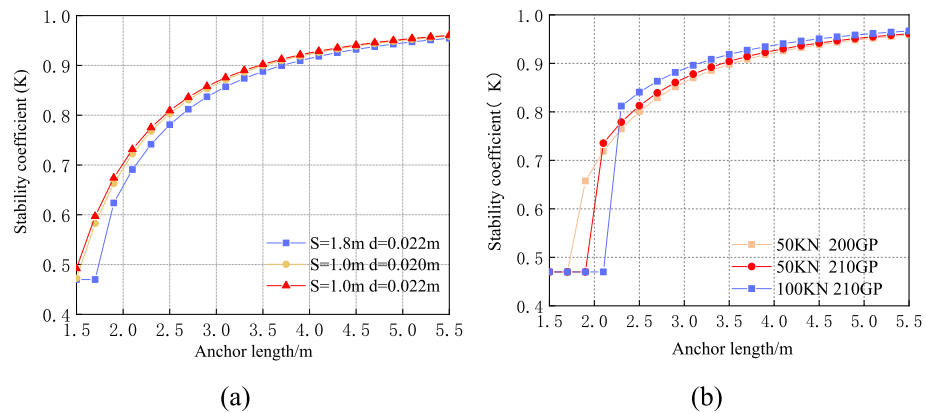 1.0
0.9
0.8
0.7
0.6
0.5
0.4
Stability coefficient (K)
S=1.8m d=0.022m
S=1.0m d=0.020m
S=1.0m d=0.022m
1.5 2.0 2.5 3.0 3.5 4.0 4.5 5.0 5.5
Anchor length/m
(a)
1.0
0.9
0.8
0.7
0.6
0.5
0.4
Stability coefficient( K)
50KN 200GP
50KN 210GP
100KN 210GP
1.5 2.0 2.5 3.0 3.5 4.0 4.5 5.0 5.5
Anchor length/m
(b)